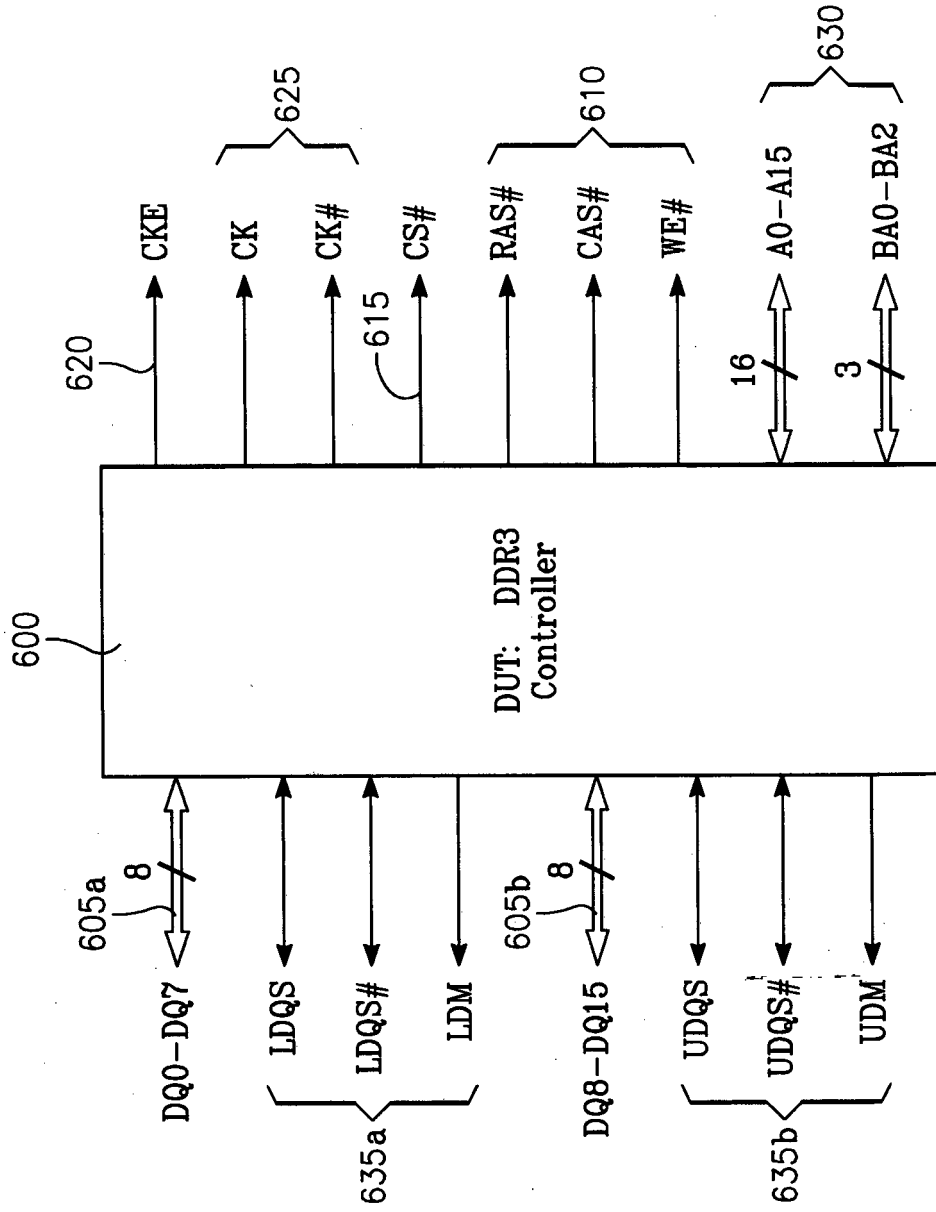 600
DUT: DDR3
Controller
605a
8
DQ0-DQ7
LDQS
LDQS#
LDM
635a
605b
8
DQ8-DQ15
UDQS
UDQS#
UDM
635b
620
CKE
CK
CK#
625
CS#
615
RAS#
CAS#
WE#
610
16
A0-A15
3
BA0-BA2
630